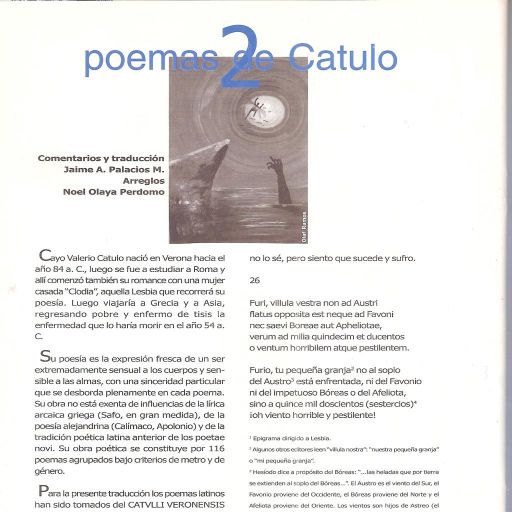 2
poemas de Catulo
Comentarios y traducción
Jaime A. Palacios M.
Arreglos
Noel Olaya Perdomo
Olaf Ramos
Cayo Valerio Catulo nació en Verona hacia el
año 84 a. C., luego se fue a estudiar a Roma y
allí comenzó también su romance con una mujer
casada "Clodia", aquella Lesbia que recorrerá su
poesía. Luego viajaría a Grecia y a Asia,
regresando pobre y enfermo de tisis la
enfermedad que lo haría morir en el año 54 a.
C.
Su poesía es la expresión fresca de un ser
extremadamente sensual a los cuerpos y sen-
sible a las almas, con una sinceridad particular
que se desborda plenamente en cada poema.
Su obra no está exenta de influencias de la lírica
arcaica griega (Safo, en gran medida), de la
poesía alejandrina (Calímaco, Apolonio) y de la
tradición poética latina anterior de los poetae
novi. Su obra poética se constituye por 116
poemas agrupados bajo criterios de metro y de
género.
Para la presente traducción los poemas latinos
han sido tomados del CATVLLI VERONENSIS
no lo sé, pero siento que sucede y sufro.
26
Furi, villula vestra non ad Austri
flatus opposita est neque ad Favoni
nec saevi Boreae aut Apheliotae,
verum ad milia quindecim et ducentos
o ventum horribilem atque pestilentem.
Furio, tu pequeña granja² no al soplo
del Austro³ está enfrentada, ni del Favonio
ni del Impetuoso Bóreas o del Afeliota,
sino a quince mil doscientos (sestercios)⁴
¡oh viento horrible y pestilente!
¹ Epigrama dirigido a Lesbia.
² Algunos otros editores leen "villula nostra": "nuestra pequeña granja"
o "mi pequeña granja".
³ Hesíodo dice a propósito del Bóreas: "...las heladas que por tierra
se extienden al soplo del Bóreas...". El Austro es el viento del Sur, el
Favonio proviene del Occidente, el Bóreas proviene del Norte y el
Afeliota proviene del Oriente. Los vientos son hijos de Astreo (el